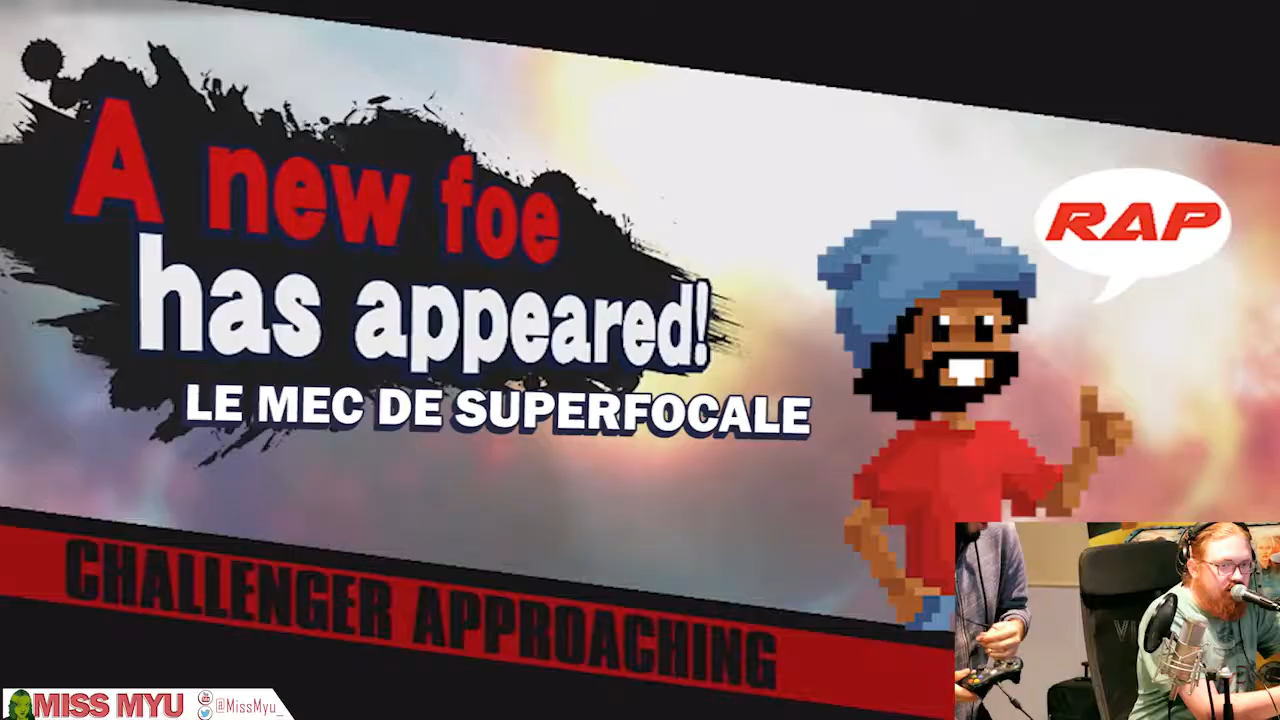 A new foe
has appeared!
LE MEC DE SUPERFOCALE
RAP
CHALLENGER APPROACHING
MISS MYU
@MissMyu_